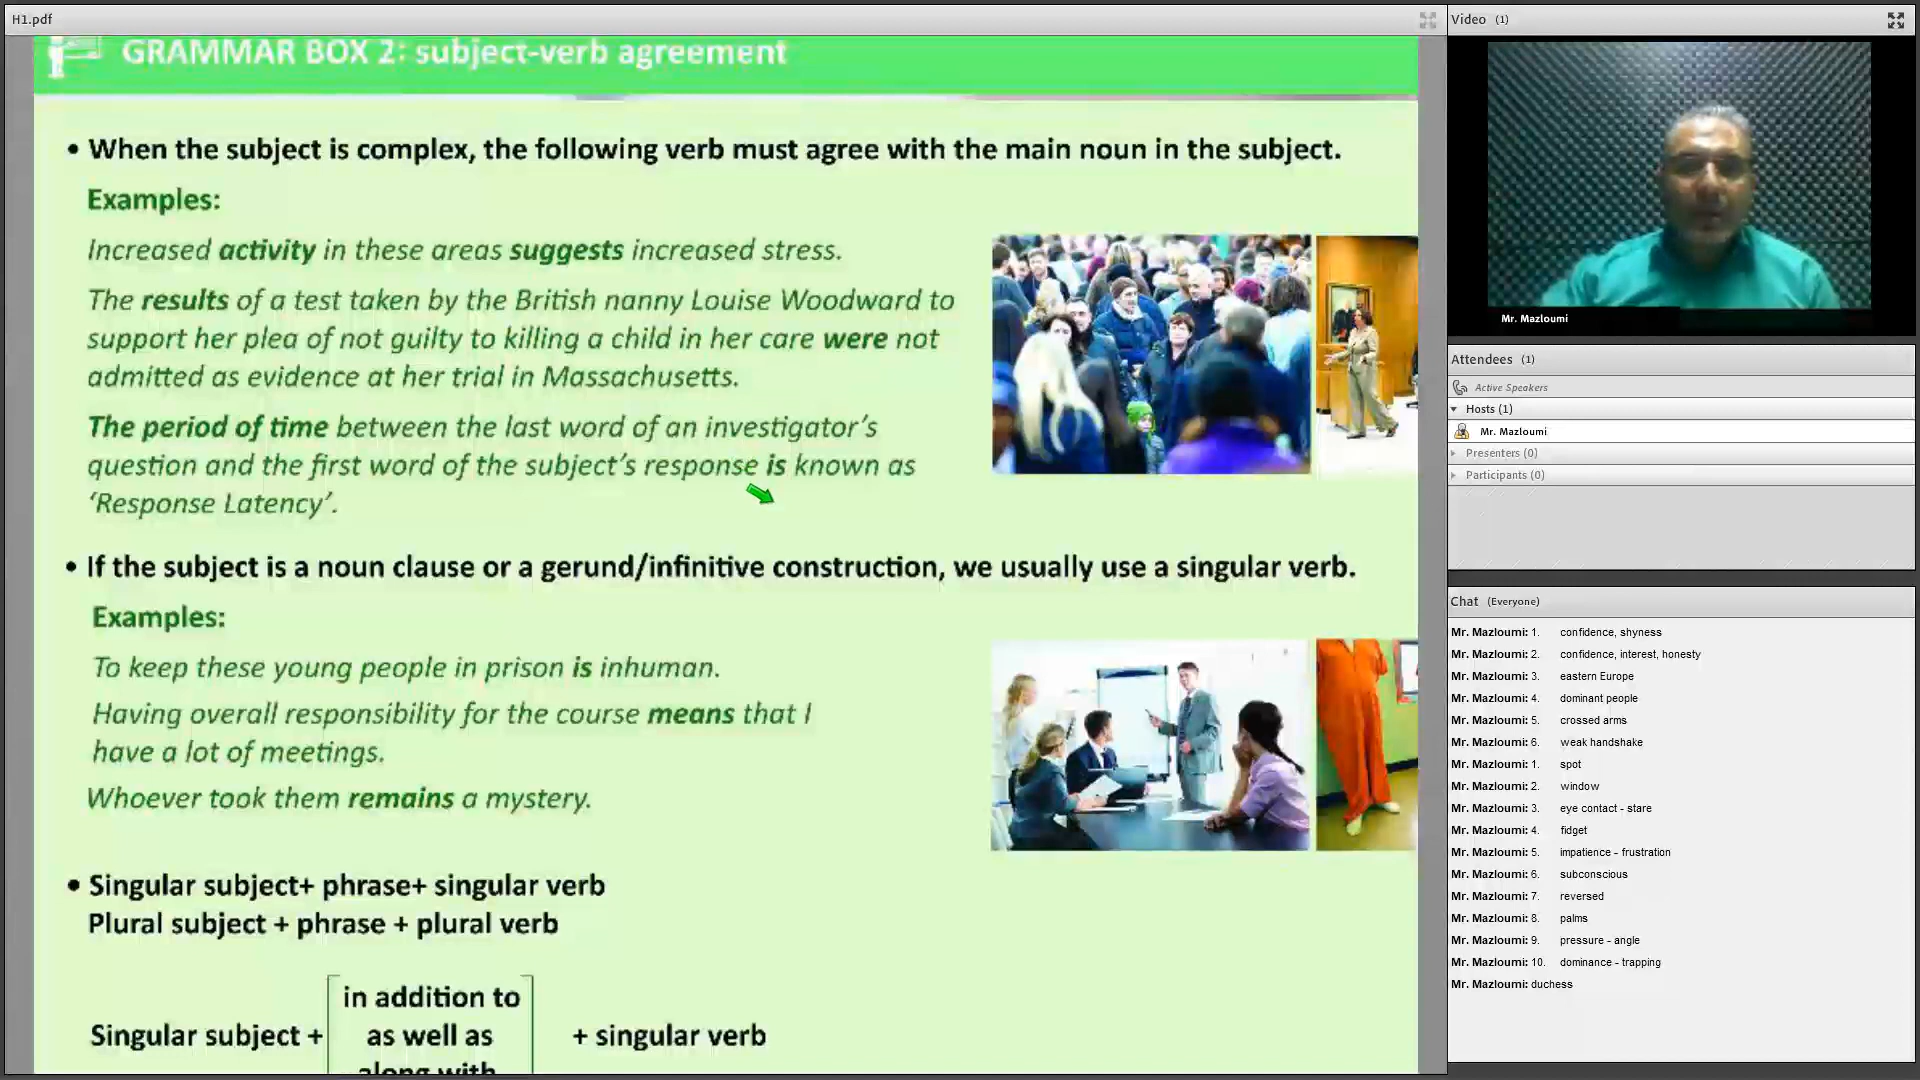 H1.pdf
GRAMMAR BOX 2: subject-verb agreement
• When the subject is complex, the following verb must agree with the main noun in the subject.
Examples:
Increased activity in these areas suggests increased stress.
The results of a test taken by the British nanny Louise Woodward to
support her plea of not guilty to killing a child in her care were not
admitted as evidence at her trial in Massachusetts.
The period of time between the last word of an investigator's
question and the first word of the subject's response is known as
'Response Latency'.
• If the subject is a noun clause or a gerund/infinitive construction, we usually use a singular verb.
Examples:
To keep these young people in prison is inhuman.
Having overall responsibility for the course means that I
have a lot of meetings.
Whoever took them remains a mystery.
• Singular subject+ phrase+ singular verb
Plural subject + phrase + plural verb
in addition to
Singular subject + as well as + singular verb
along with
Video (1)
Mr. Mazloumi
Attendees (1)
Active Speakers
Hosts (1)
Mr. Mazloumi
Presenters (0)
Participants (0)
Chat (Everyone)
Mr. Mazloumi: 1. confidence, shyness
Mr. Mazloumi: 2. confidence, interest, honesty
Mr. Mazloumi: 3. eastern Europe
Mr. Mazloumi: 4. dominant people
Mr. Mazloumi: 5. crossed arms
Mr. Mazloumi: 6. weak handshake
Mr. Mazloumi: 1. spot
Mr. Mazloumi: 2. window
Mr. Mazloumi: 3. eye contact - stare
Mr. Mazloumi: 4. fidget
Mr. Mazloumi: 5. impatience - frustration
Mr. Mazloumi: 6. subconscious
Mr. Mazloumi: 7. reversed
Mr. Mazloumi: 8. palms
Mr. Mazloumi: 9. pressure - angle
Mr. Mazloumi: 10. dominance - trapping
Mr. Mazloumi: duchess